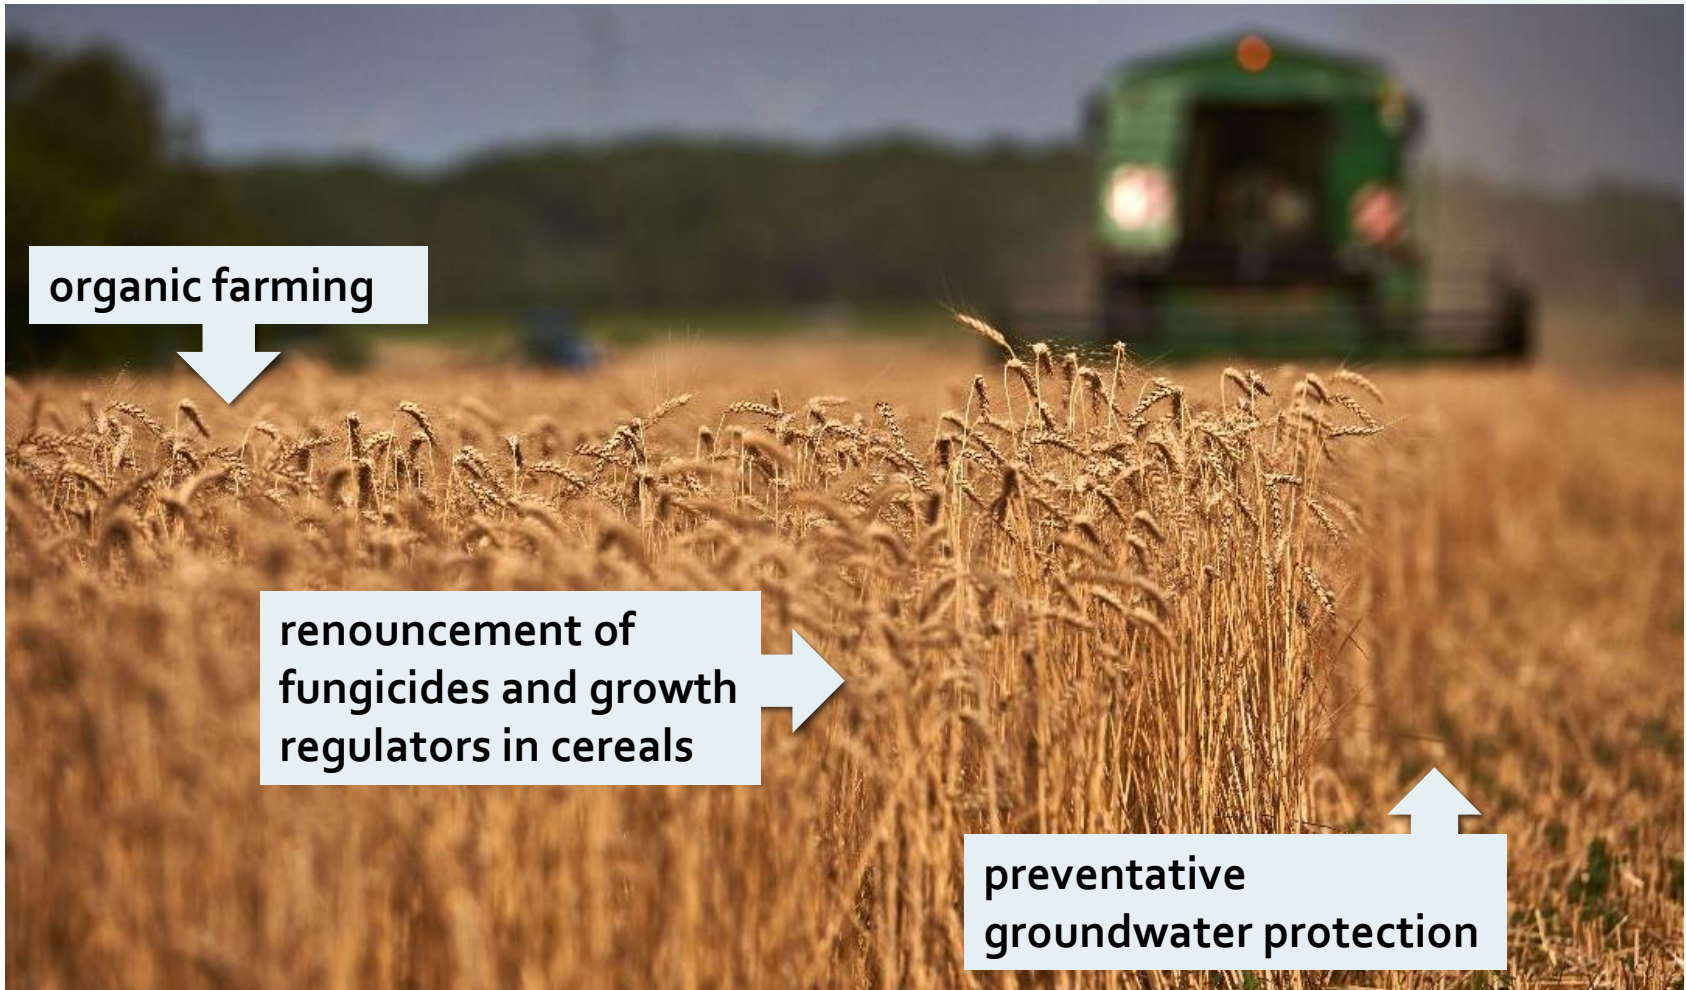 organic farming
renouncement of
fungicides and growth
regulators in cereals
preventative
groundwater protection